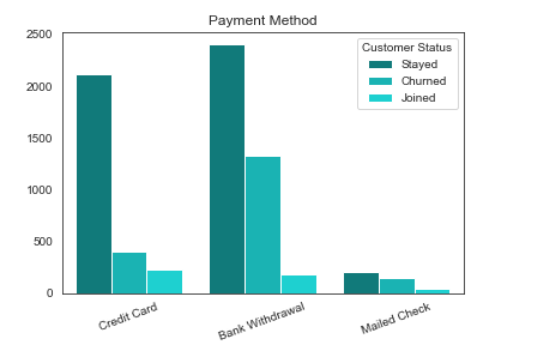 Payment Method
2500
2000
1500
1000
500
0
Customer Status
Stayed
Churned
Joined
Credit Card
Bank Withdrawal
Mailed Check